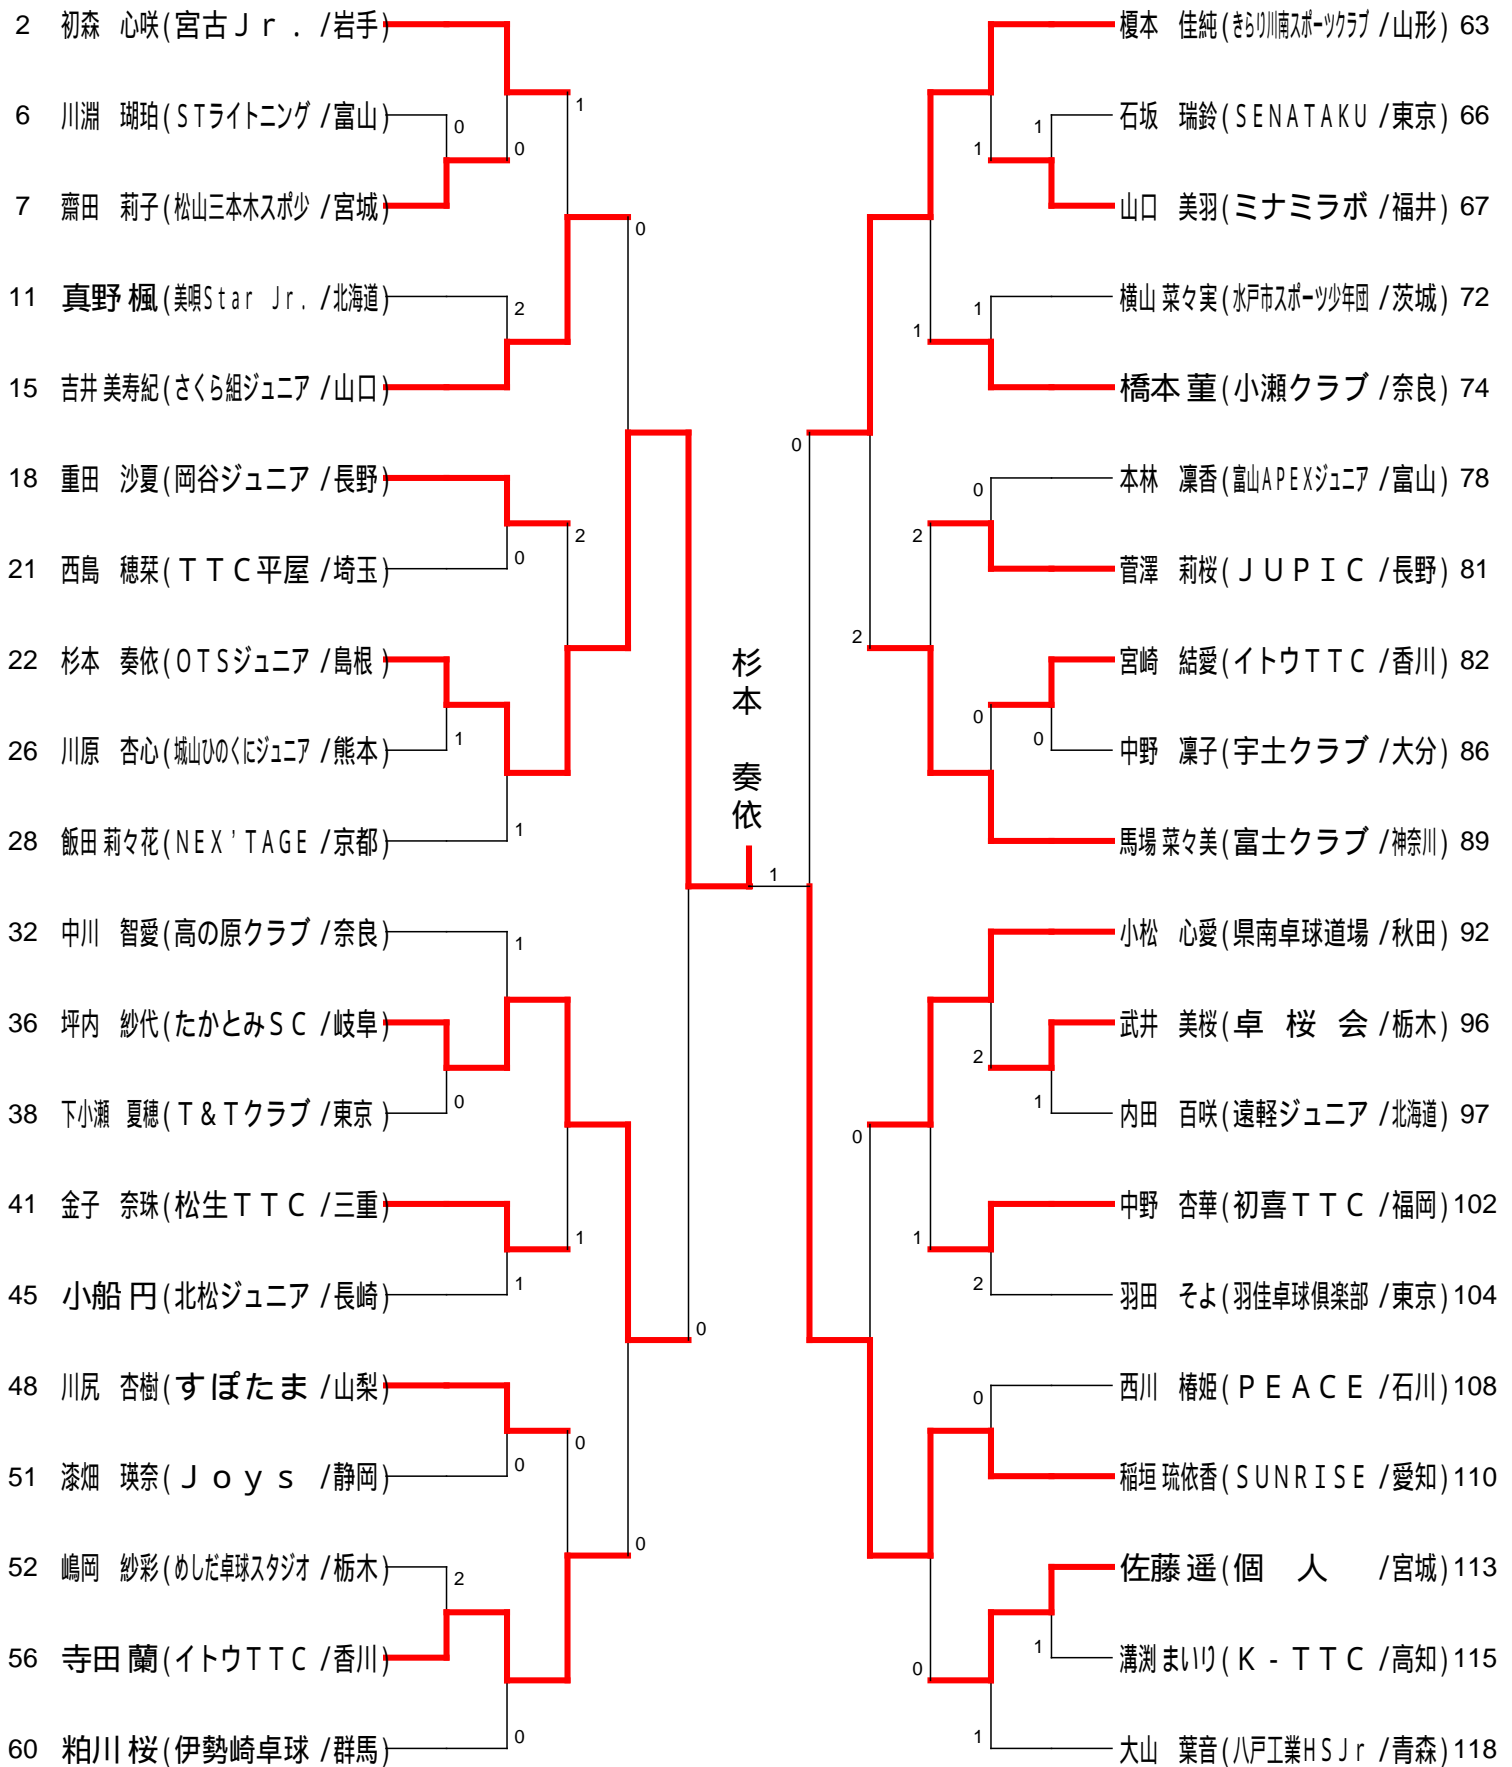 2 初森 心咲(宮古Ｊｒ．/岩手)
6 川淵 瑚珀(STライトニング/富山)
7 齋田 莉子(松山三本木スポ少/宮城)
11 真野 楓(美唄Star Jr./北海道)
15 吉井 美寿紀(さくら組ジュニア/山口)
18 重田 沙夏(岡谷ジュニア/長野)
21 西島 穂栞(ＴＴＣ平屋/埼玉)
22 杉本 奏依(OTSジュニア/島根)
26 川原 杏心(城山ひのくにジュニア/熊本)
28 飯田 莉々花(NEX'TAGE/京都)
32 中川 智愛(高の原クラブ/奈良)
36 坪内 紗代(たかとみSC/岐阜)
38 下小瀬 夏穂(T&Tクラブ/東京)
41 金子 奈珠(松生ＴＴＣ/三重)
45 小船 円(北松ジュニア/長崎)
48 川尻 杏樹(すぽたま/山梨)
51 漆畑 瑛奈(Ｊｏｙｓ/静岡)
52 嶋岡 紗彩(めしだ卓球スタジオ/栃木)
56 寺田 蘭(イトウTTC/香川)
60 粕川 桜(伊勢崎卓球/群馬)
1
0
0
0
2
2
0
1
1
1
0
1
1
0
0
0
0
2
0
杉本 奏依
1
榎本 佳純(きらり川南スポーツクラブ/山形) 63
石坂 瑞鈴(SENATAKU/東京) 66
山口 美羽(ミナミラボ/福井) 67
横山 菜々実(水戸市スポーツ少年団/茨城) 72
橋本 菫(小瀬クラブ/奈良) 74
本林 凜香(富山APEXジュニア/富山) 78
菅澤 莉桜(ＪＵＰＩＣ/長野) 81
宮崎 結愛(イトウTTC/香川) 82
中野 凜子(宇土クラブ/大分) 86
馬場 菜々美(富士クラブ/神奈川) 89
小松 心愛(県南卓球道場/秋田) 92
武井 美桜(卓桜会/栃木) 96
内田 百咲(遠軽ジュニア/北海道) 97
中野 杏華(初喜ＴＴＣ/福岡) 102
羽田 そよ(羽佳卓球倶楽部/東京) 104
西川 椿姫(ＰＥＡＣＥ/石川) 108
稲垣 琉依香(SUNRISE/愛知) 110
佐藤 遥(個人/宮城) 113
溝渕 まいり(Ｋ-ＴＴＣ/高知) 115
大山 葉音(八戸工業HSJr/青森) 118
1
1
1
1
0
0
2
2
0
0
2
1
0
1
2
0
1
0
1